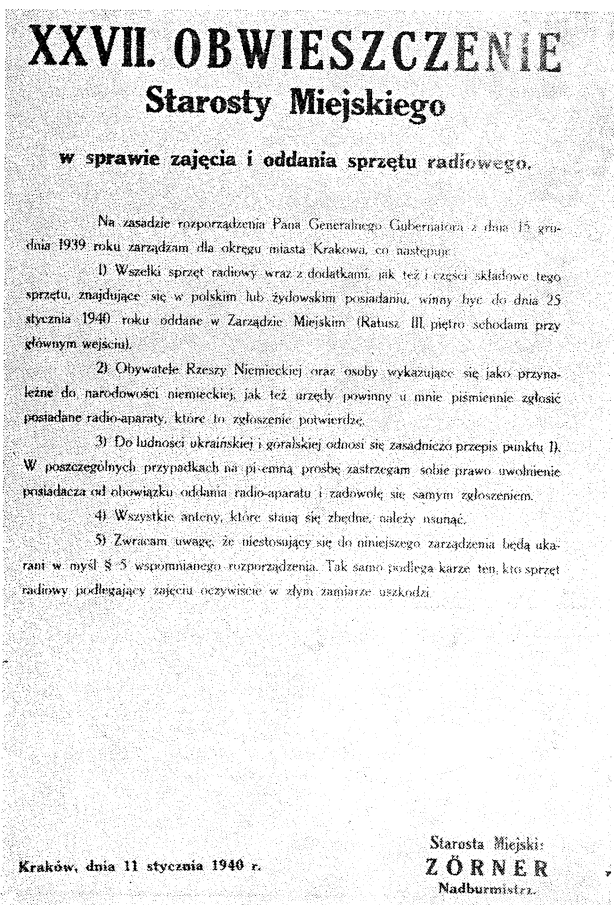 XXVII. OBWIESZCZENIE
Starosty Miejskiego
w sprawie zajęcia i oddania sprzętu radiowego.
Na zasadzie rozporządzenia Pana Generalnego Gubernatora z dnia 15 gru-
dnia 1939 roku zarządzam dla okręgu miasta Krakowa, co następuje:
1) Wszelki sprzęt radiowy wraz z dodatkami, jak też i części składowe tego
sprzętu, znajdujące się w polskim lub żydowskim posiadaniu, winny być do dnia 25
stycznia 1940 roku oddane w Zarządzie Miejskim (Ratusz III. piętro schodami przy
głównym wejściu).
2) Obywatele Rzeszy Niemieckiej oraz osoby wykazujące się jako przyna-
leżne do narodowości niemieckiej, jak też urzędy powinny u mnie piśmiennie zgłosić
posiadane radio-aparaty, które to zgłoszenie potwierdzę.
3) Do ludności ukraińskiej i góralskiej odnosi się zasadniczo przepis punktu 1).
W poszczególnych przypadkach na pi-emną prośbę zastrzegam sobie prawo uwolnienie
posiadacza od obowiązku oddania radio-aparatu i zadowolę się samym zgłoszeniem.
4) Wszystkie anteny, które staną się zbędne, należy usunąć.
5) Zwracam uwagę, że niestosujący się do niniejszego zarządzenia będą uka-
rani w myśl § 5 wspomnianego rozporządzenia. Tak samo podlega karze ten, kto sprzęt
radiowy podlegający zajęciu oczywiście w złym zamiarze uszkodzi.
Starosta Miejski:
Kraków, dnia 11 stycznia 1940 r.
ZÖRNER
Nadburmistrz.